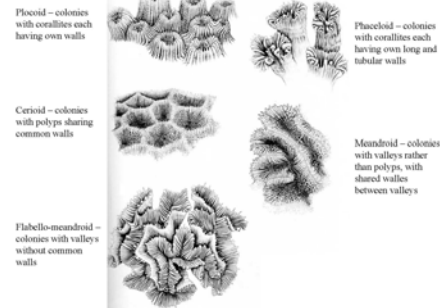 Plocoid – colonies
with corallites each
having own walls
Phaceloid – colonies
with corallites each
having own long and
tubular walls
Cerioid – colonies
with polyps sharing
common walls
Meandroid – colonies
with valleys rather
than polyps, with
shared walles
between valleys
Flabello-meandroid –
colonies with valleys
without common
walls